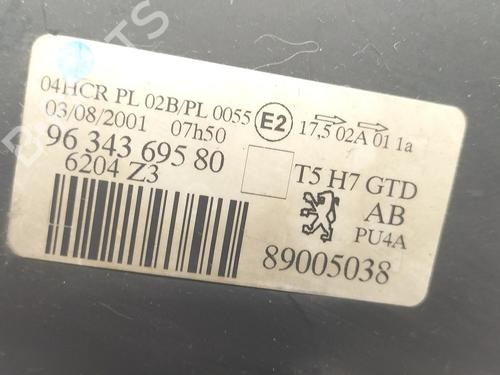 04HCR PL 02B/PL 0055 E2 17,5 02A 01 1a
03/08/2001 07h50
96 343 695 80
6204 Z3
T5 H7 GTD
AB
PU4A
89005038